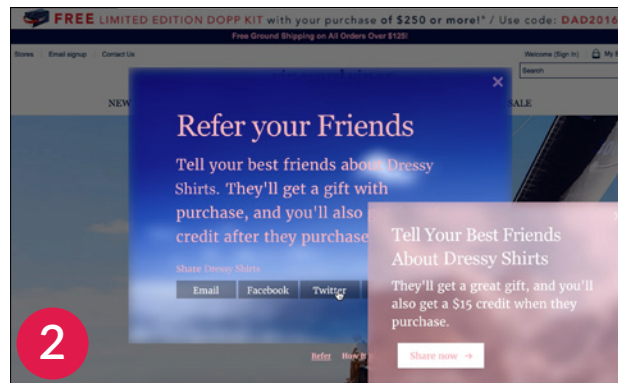 FREE LIMITED EDITION DOPP KIT with your purchase of $250 or more!* / Use code: DAD2016
Free Ground Shipping on All Orders Over $125!
Stores Email signup Contact Us
Welcome (Sign In) My
Search
NEW
SALE
×
Refer your Friends
Tell your best friends about Dressy
Shirts. They'll get a gift with
purchase, and you'll also
credit after they purchase
Share Dressy Shirts
Email Facebook Twitter
Tell Your Best Friends
About Dressy Shirts
They'll get a great gift, and you'll
also get a $15 credit when they
purchase.
Share now →
Refer How It
2